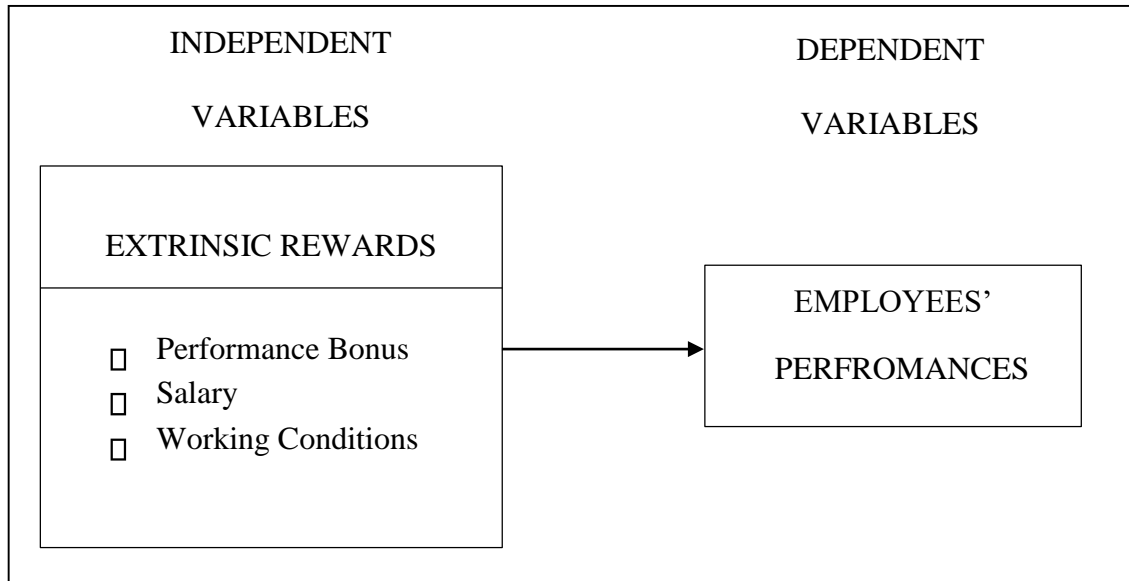 INDEPENDENT
VARIABLES
EXTRINSIC REWARDS
Performance Bonus
Salary
Working Conditions
DEPENDENT
VARIABLES
EMPLOYEES’
PERFROMANCES